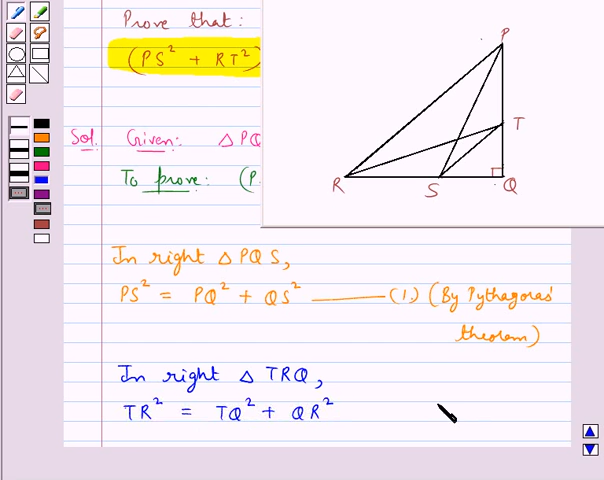 Prove that:
(PS² + RT²)
Sol. Given: △PQ
To prove: (P
P
T
R
S
Q
In right △PQS,
PS² = PQ² + QS² ——— (1.) (By Pythagoras'
theorem)
In right △TRQ,
TR² = TQ² + QR²